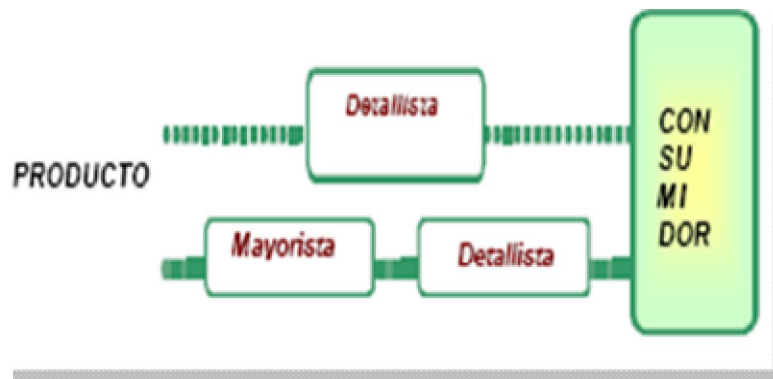 Detallista
PRODUCTO
Mayorista
Detallista
CON
SU
MI
DOR